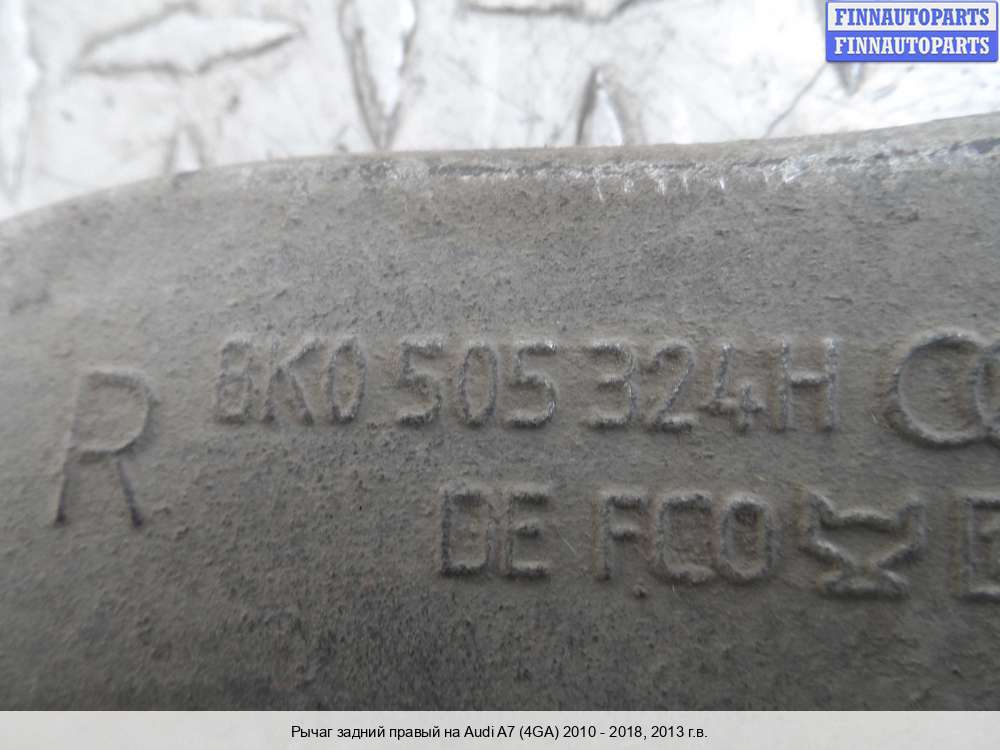 FINNAUTOPARTS
FINNAUTOPARTS
R 8K0 505 324H
DE FCO
Рычаг задний правый на Audi A7 (4GA) 2010 - 2018, 2013 г.в.